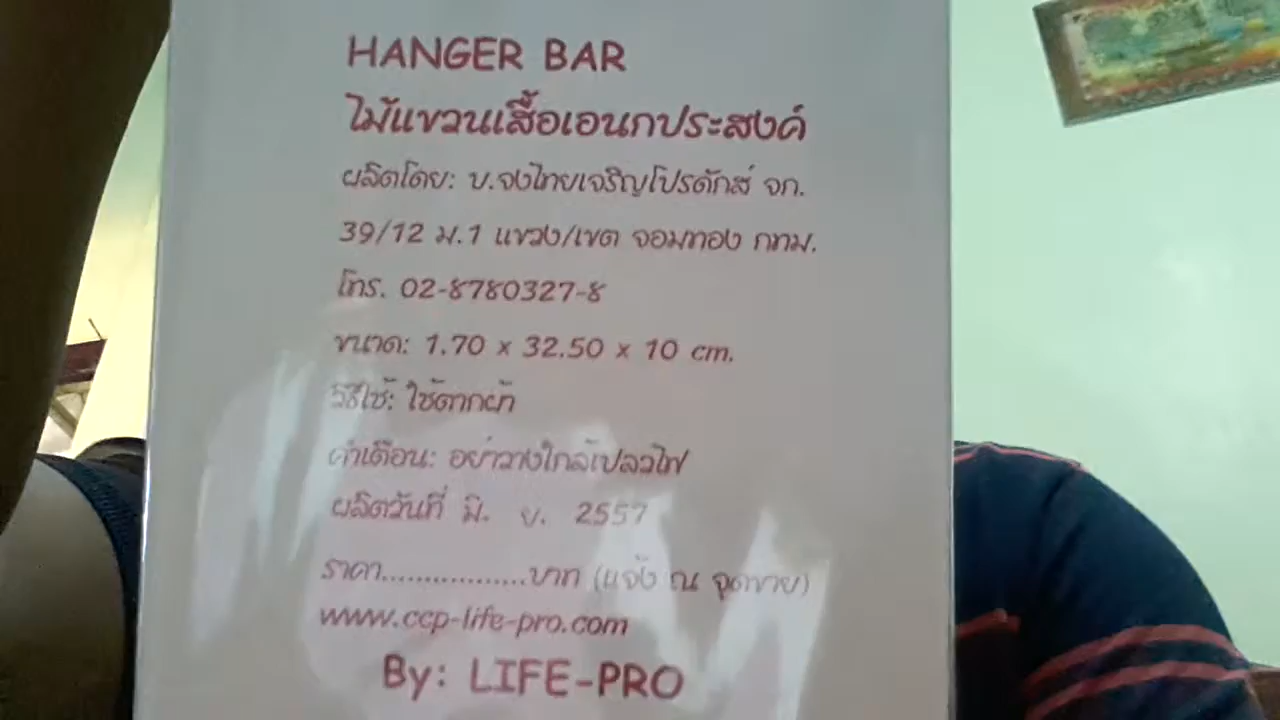 HANGER BAR
ไม้แขวนเสื้อเอนกประสงค์
ผลิตโดย: บ.จงไทยเจริญโปรดักส์ จก.
39/12 ม.1 แขวง/เขต จอมทอง กทม.
โทร. 02-8780327-8
ขนาด: 1.70 x 32.50 x 10 cm.
วิธีใช้: ใช้ตากผ้า
คำเตือน: อย่าวางใกล้เปลวไฟ
ผลิตวันที่ มิ. ย. 2557
ราคา.................บาท (แจ้ง ณ จุดขาย)
www.ccp-life-pro.com
By: LIFE-PRO